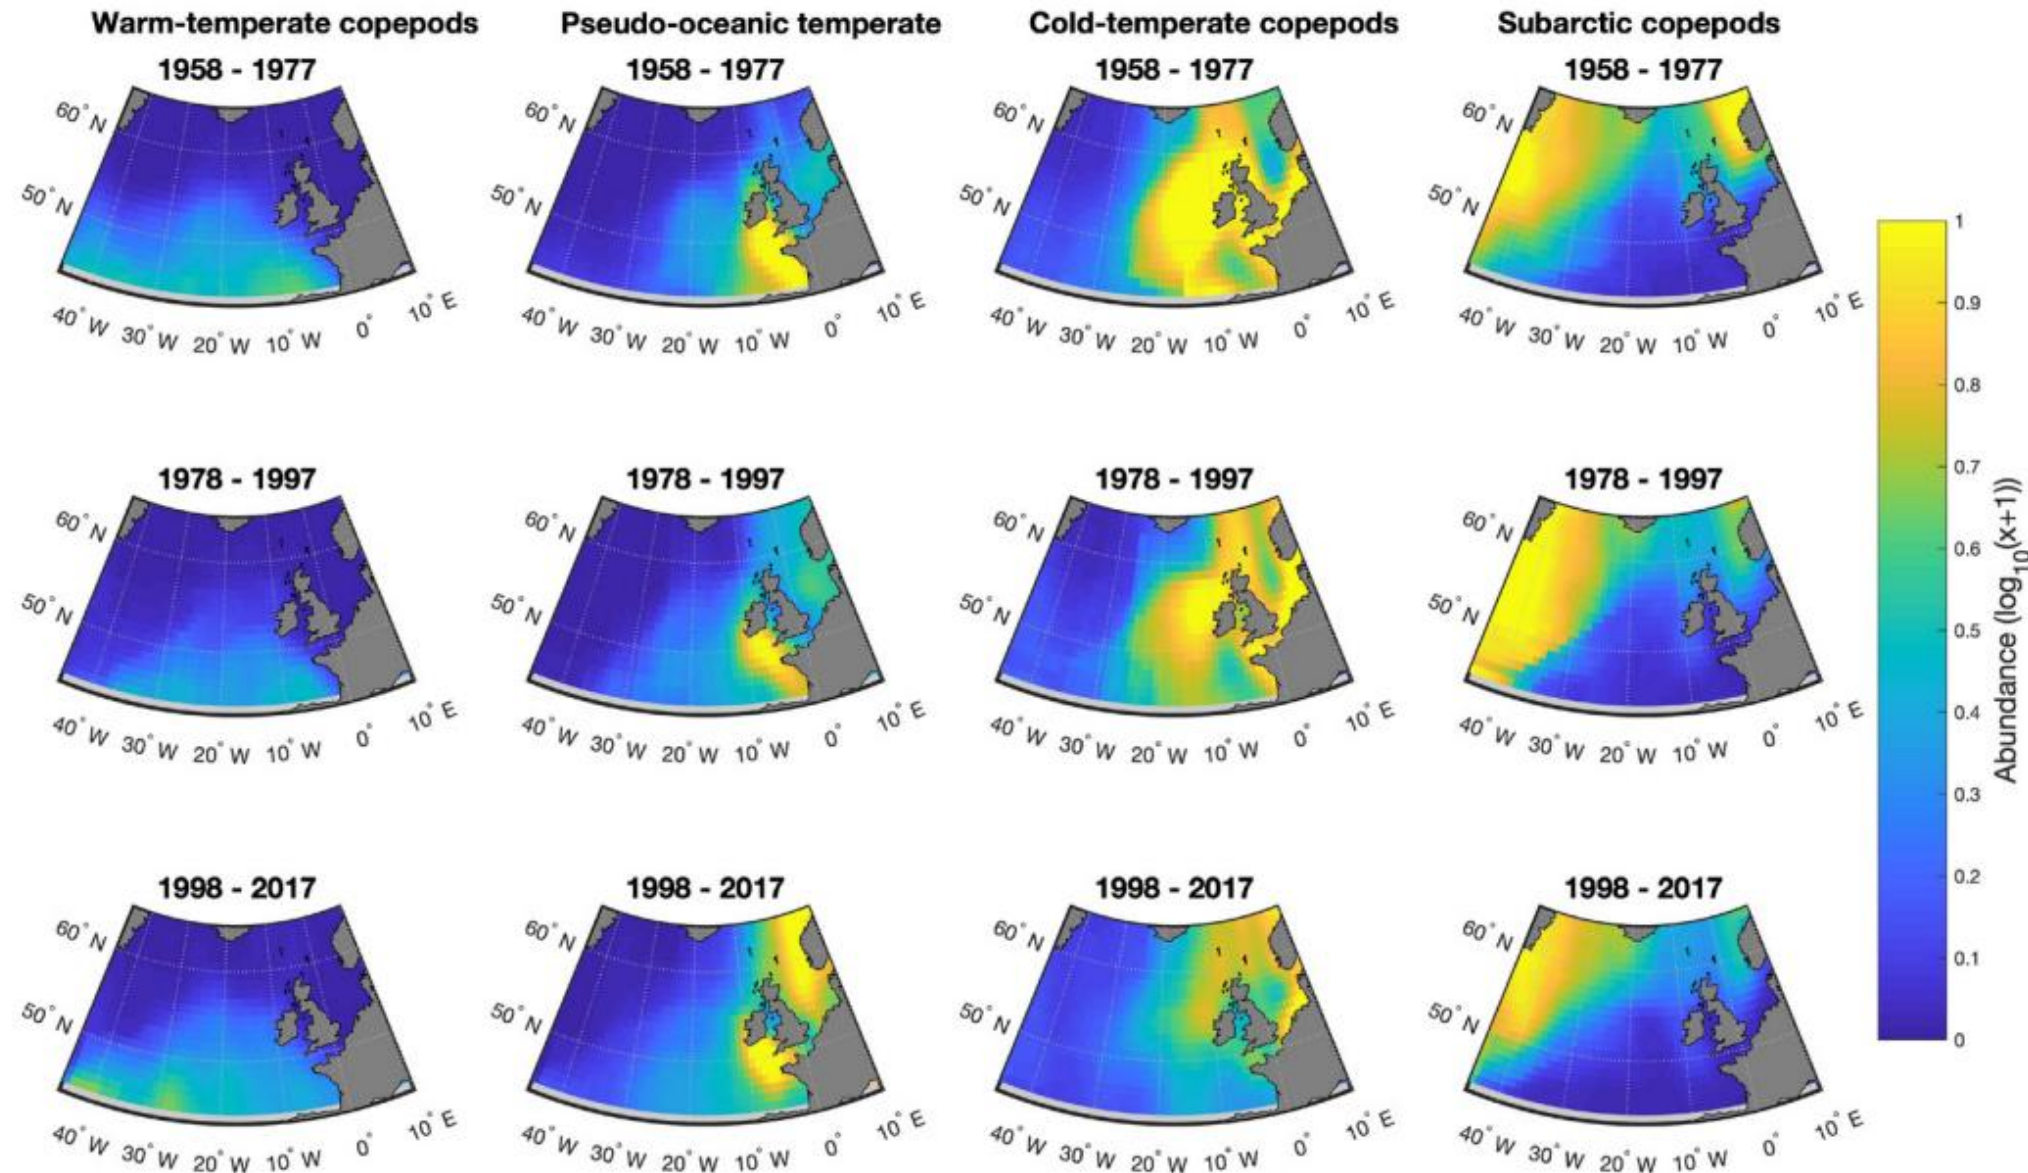 Warm-temperate copepods Pseudo-oceanic temperate Cold-temperate copepods Subarctic copepods
1958 - 1977 1958 - 1977 1958 - 1977 1958 - 1977
60° N 60° N 60° N 60° N
50° N 50° N 50° N 50° N
40° W 30° W 20° W 10° W 0° 10° E 40° W 30° W 20° W 10° W 0° 10° E 40° W 30° W 20° W 10° W 0° 10° E 40° W 30° W 20° W 10° W 0° 10° E
1978 - 1997 1978 - 1997 1978 - 1997 1978 - 1997
60° N 60° N 60° N 60° N
50° N 50° N 50° N 50° N
40° W 30° W 20° W 10° W 0° 10° E 40° W 30° W 20° W 10° W 0° 10° E 40° W 30° W 20° W 10° W 0° 10° E 40° W 30° W 20° W 10° W 0° 10° E
1998 - 2017 1998 - 2017 1998 - 2017 1998 - 2017
60° N 60° N 60° N 60° N
50° N 50° N 50° N 50° N
40° W 30° W 20° W 10° W 0° 10° E 40° W 30° W 20° W 10° W 0° 10° E 40° W 30° W 20° W 10° W 0° 10° E 40° W 30° W 20° W 10° W 0° 10° E
1
0.9
0.8
0.7
0.6
0.5
0.4
0.3
0.2
0.1
0
Abundance (log10(x+1))